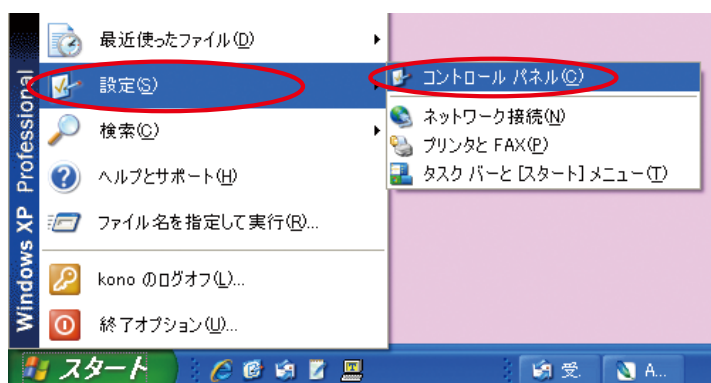 最近使ったファイル(D)
設定(S)
検索(C)
ヘルプとサポート(H)
ファイル名を指定して実行(R)...
kono のログオフ(L)...
終了オプション(U)...
Windows XP Professional
コントロール パネル(C)
ネットワーク接続(N)
プリンタと FAX(P)
タスク バーと [スタート] メニュー(T)
スタート
受
A...